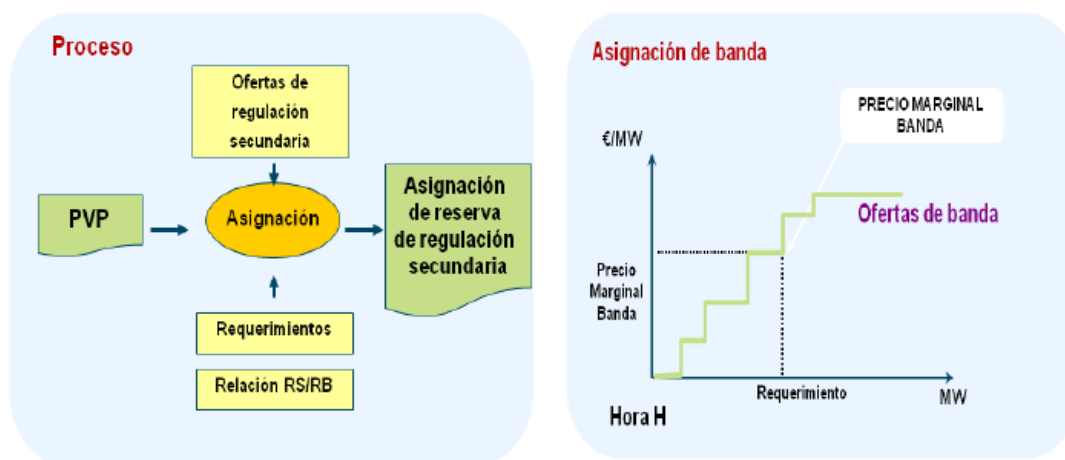 Proceso
Ofertas de
regulación
secundaria
PVP
Asignación
Asignación
de reserva
de regulación
secundaria
Requerimientos
Relación RS/RB
Asignación de banda
PRECIO MARGINAL
BANDA
€/MW
Ofertas de banda
Precio
Marginal
Banda
Requerimiento
MW
Hora H